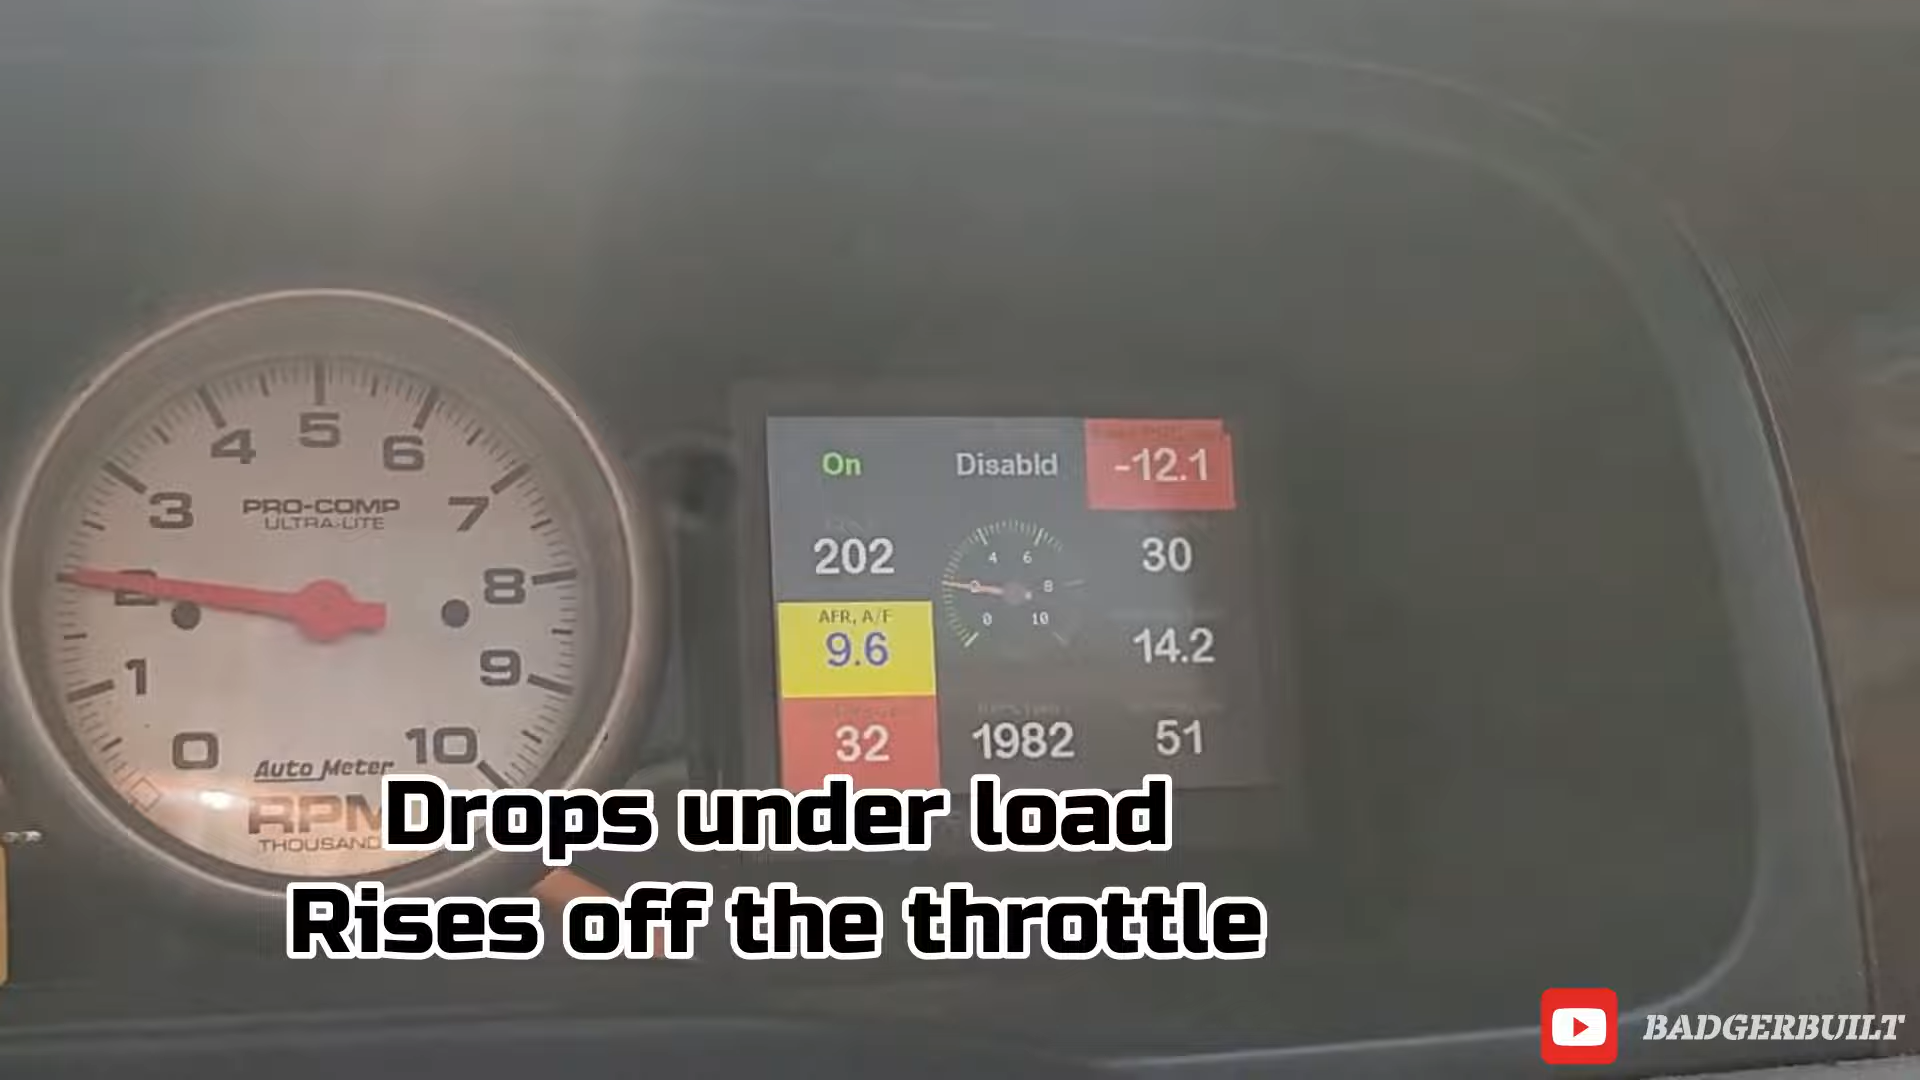 4 5 6
3 7
PRO-COMP
ULTRA-LITE
2 8
1 9
0 10
Auto Meter
RPM
THOUSAND
On Disabld -12.1
202 30
4 6
2 8
0 10
AFR, A/F
9.6 14.2
32 1982 51
Drops under load
Rises off the throttle
BADGERBUILT